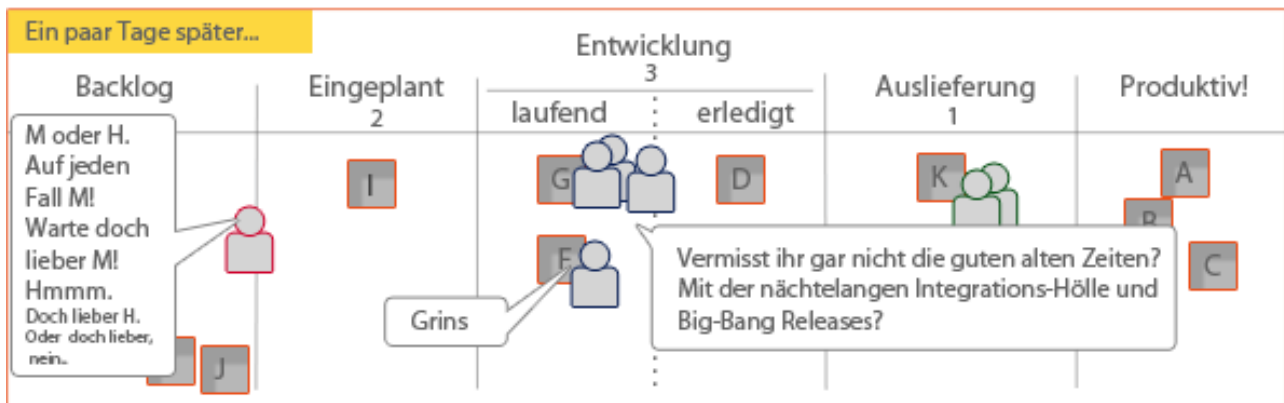 Ein paar Tage später...
Entwicklung
3
Backlog
Eingeplant
2
laufend
erledigt
Auslieferung
1
Produktiv!
M oder H.
Auf jeden
Fall M!
Warte doch
lieber M!
Hmmm.
Doch lieber H.
Oder doch lieber,
nein..
J
I
G
E
D
K
A
B
C
Grins
Vermisst ihr gar nicht die guten alten Zeiten?
Mit der nächtelangen Integrations-Hölle und
Big-Bang Releases?